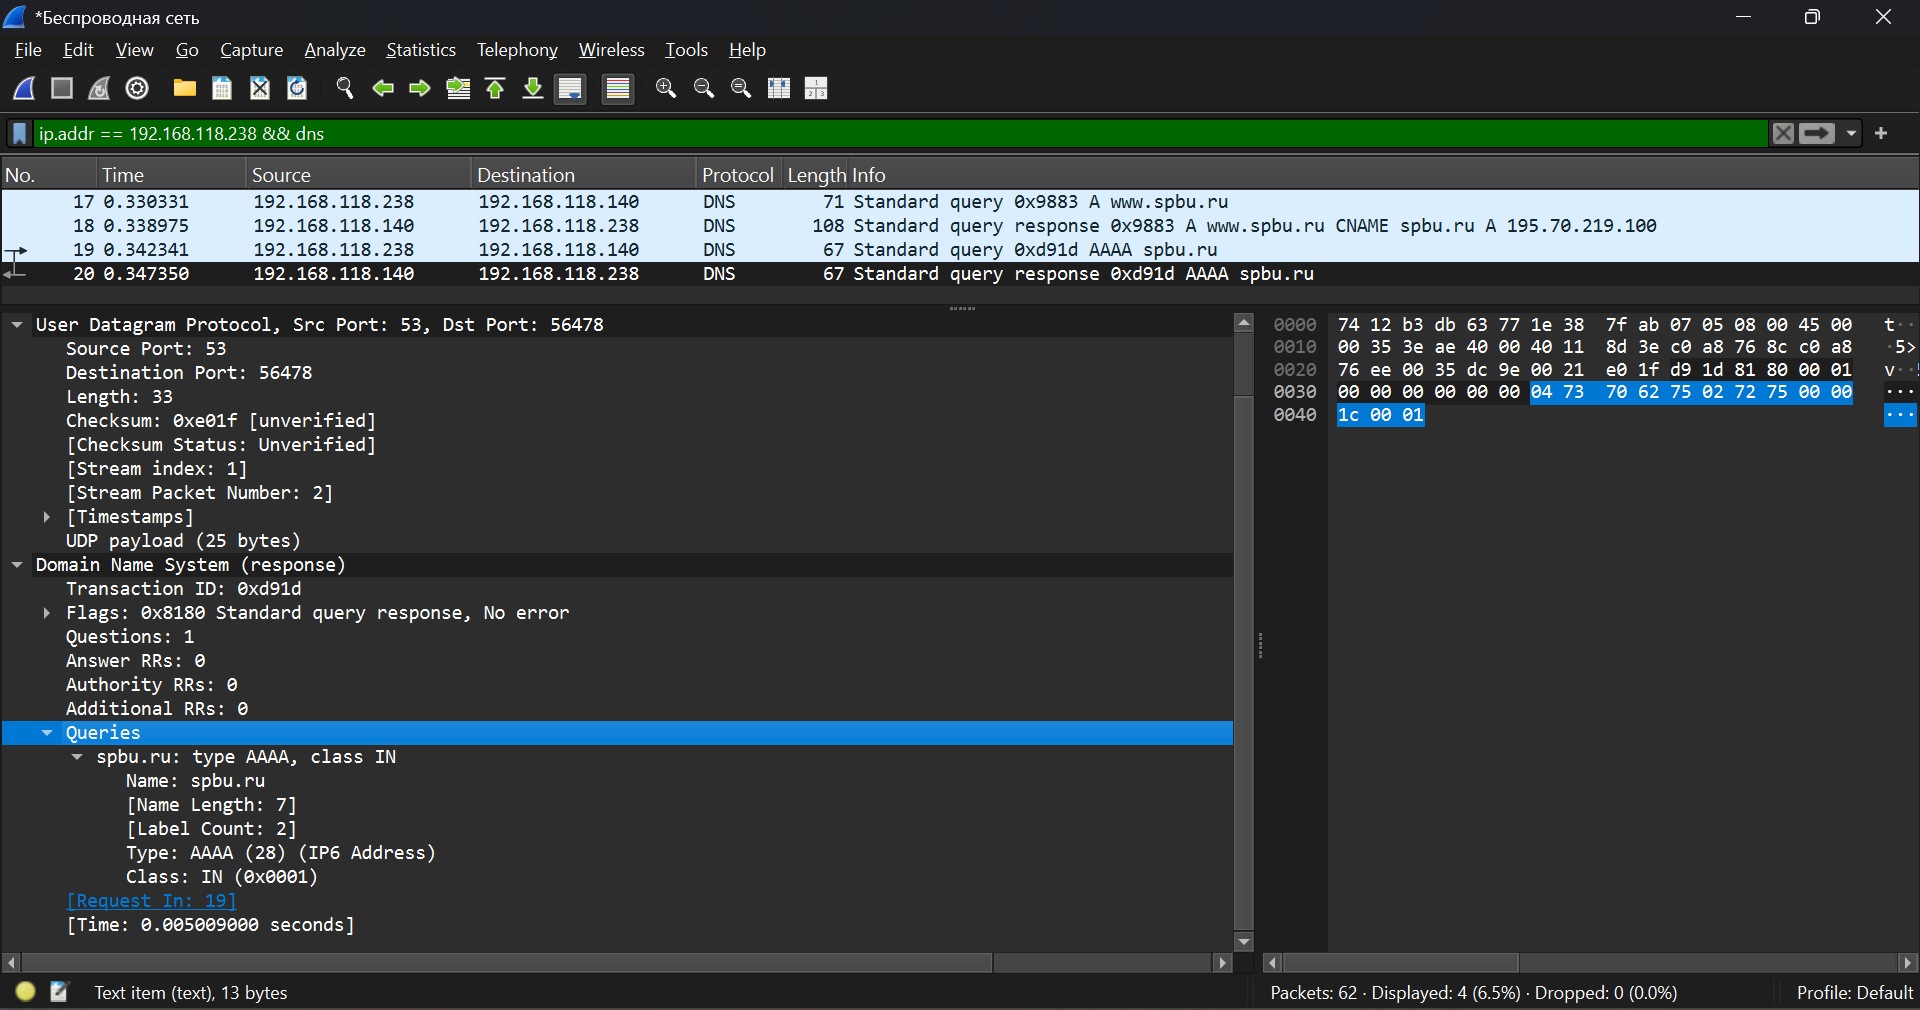 *Беспроводная сеть
File Edit View Go Capture Analyze Statistics Telephony Wireless Tools Help
ip.addr == 192.168.118.238 && dns
No. Time Source Destination Protocol Length Info
17 0.330331 192.168.118.238 192.168.118.140 DNS 71 Standard query 0x9883 A www.spbu.ru
18 0.338975 192.168.118.140 192.168.118.238 DNS 108 Standard query response 0x9883 A www.spbu.ru CNAME spbu.ru A 195.70.219.100
19 0.342341 192.168.118.238 192.168.118.140 DNS 67 Standard query 0xd91d AAAA spbu.ru
20 0.347350 192.168.118.140 192.168.118.238 DNS 67 Standard query response 0xd91d AAAA spbu.ru
User Datagram Protocol, Src Port: 53, Dst Port: 56478
Source Port: 53
Destination Port: 56478
Length: 33
Checksum: 0xe01f [unverified]
[Checksum Status: Unverified]
[Stream index: 1]
[Stream Packet Number: 2]
[Timestamps]
UDP payload (25 bytes)
Domain Name System (response)
Transaction ID: 0xd91d
Flags: 0x8180 Standard query response, No error
Questions: 1
Answer RRs: 0
Authority RRs: 0
Additional RRs: 0
Queries
spbu.ru: type AAAA, class IN
Name: spbu.ru
[Name Length: 7]
[Label Count: 2]
Type: AAAA (28) (IP6 Address)
Class: IN (0x0001)
[Request In: 19]
[Time: 0.005009000 seconds]
0000 74 12 b3 db 63 77 1e 38 7f ab 07 05 08 00 45 00 t··
0010 00 35 3e ae 40 00 40 11 8d 3e c0 a8 76 8c c0 a8 ·5>
0020 76 ee 00 35 dc 9e 00 21 e0 1f d9 1d 81 80 00 01 v··
0030 00 00 00 00 00 00 04 73 70 62 75 02 72 75 00 00 ···
0040 1c 00 01 ···
Text item (text), 13 bytes
Packets: 62 · Displayed: 4 (6.5%) · Dropped: 0 (0.0%)
Profile: Default